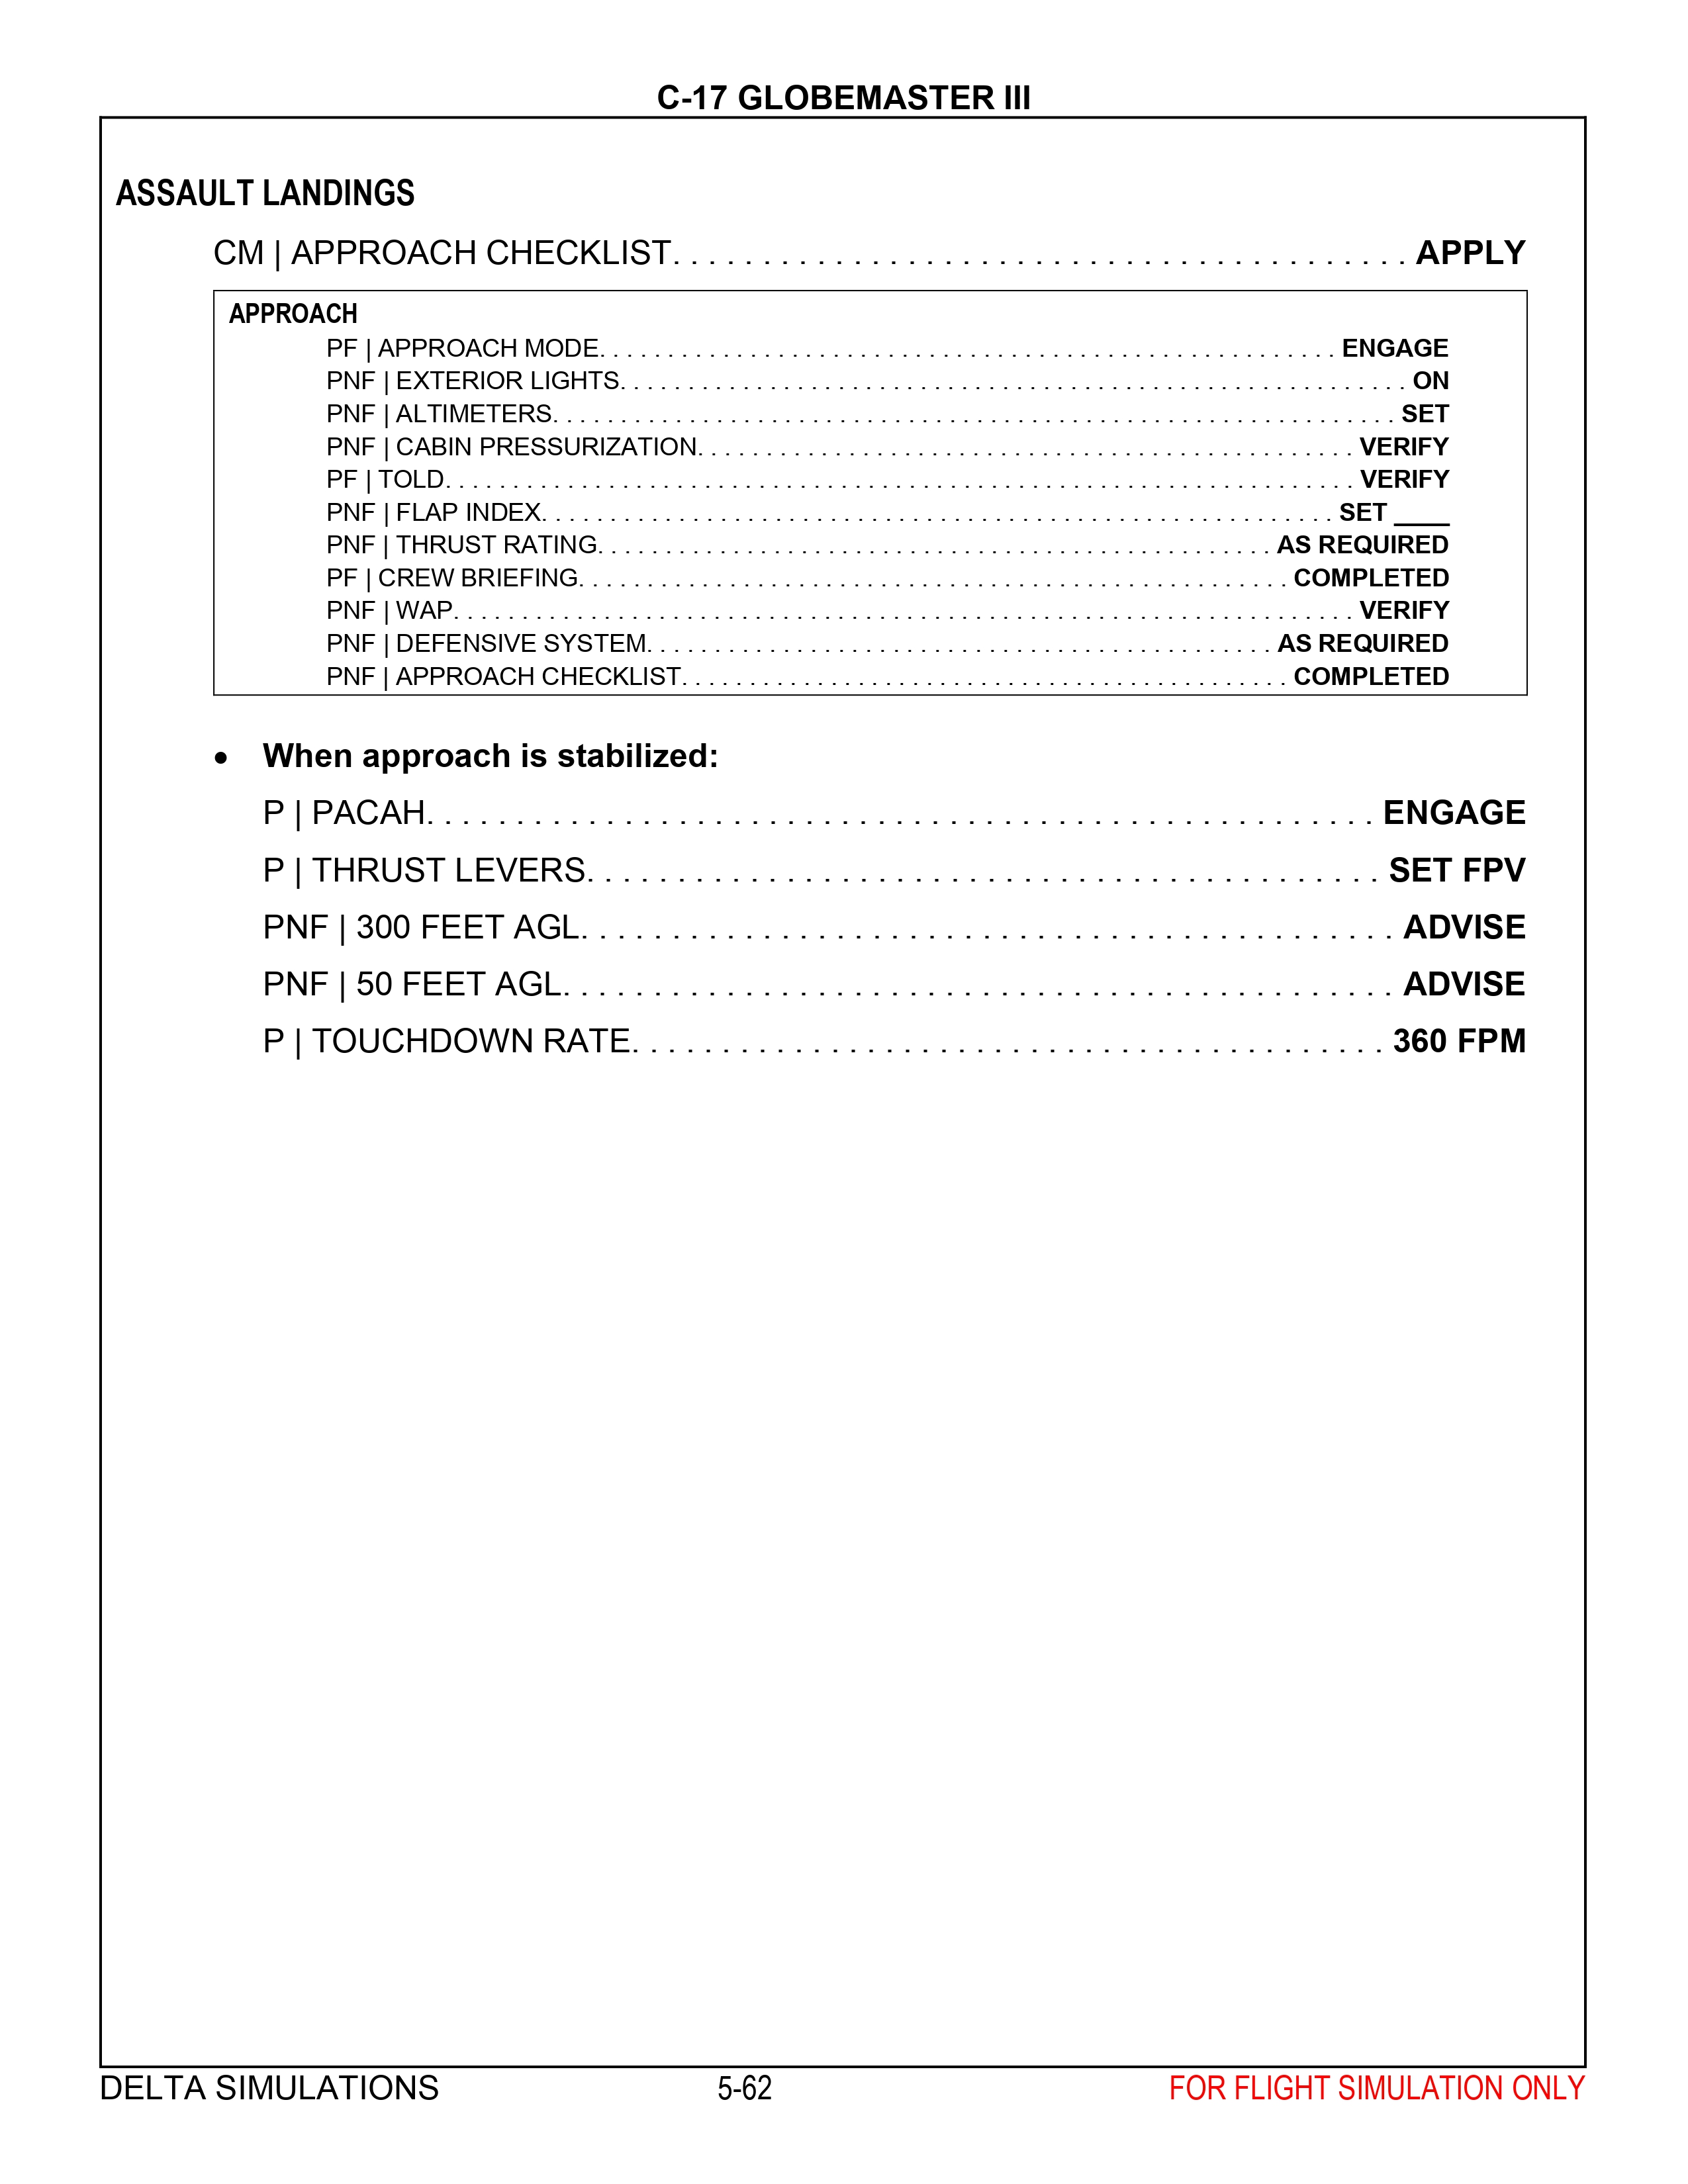 C-17 GLOBEMASTER III
ASSAULT LANDINGS
CM | APPROACH CHECKLIST. . . . . . . . . . . . . . . . . . . . . . . . . . . . . . . . . . . . . . . . . APPLY
APPROACH
PF | APPROACH MODE. . . . . . . . . . . . . . . . . . . . . . . . . . . . . . . . . . . . . . . . . . . . . . . . . . . . . . ENGAGE
PNF | EXTERIOR LIGHTS. . . . . . . . . . . . . . . . . . . . . . . . . . . . . . . . . . . . . . . . . . . . . . . . . . . . . . . . . . ON
PNF | ALTIMETERS. . . . . . . . . . . . . . . . . . . . . . . . . . . . . . . . . . . . . . . . . . . . . . . . . . . . . . . . . . . . . . SET
PNF | CABIN PRESSURIZATION. . . . . . . . . . . . . . . . . . . . . . . . . . . . . . . . . . . . . . . . . . . . . . . . VERIFY
PF | TOLD. . . . . . . . . . . . . . . . . . . . . . . . . . . . . . . . . . . . . . . . . . . . . . . . . . . . . . . . . . . . . . . . . . . VERIFY
PNF | FLAP INDEX. . . . . . . . . . . . . . . . . . . . . . . . . . . . . . . . . . . . . . . . . . . . . . . . . . . . . . . . . . SET ____
PNF | THRUST RATING. . . . . . . . . . . . . . . . . . . . . . . . . . . . . . . . . . . . . . . . . . . . . . . . . AS REQUIRED
PF | CREW BRIEFING. . . . . . . . . . . . . . . . . . . . . . . . . . . . . . . . . . . . . . . . . . . . . . . . . . . . COMPLETED
PNF | WAP. . . . . . . . . . . . . . . . . . . . . . . . . . . . . . . . . . . . . . . . . . . . . . . . . . . . . . . . . . . . . . . . . . VERIFY
PNF | DEFENSIVE SYSTEM. . . . . . . . . . . . . . . . . . . . . . . . . . . . . . . . . . . . . . . . . . . . . . AS REQUIRED
PNF | APPROACH CHECKLIST. . . . . . . . . . . . . . . . . . . . . . . . . . . . . . . . . . . . . . . . . . . . . COMPLETED
• When approach is stabilized:
P | PACAH. . . . . . . . . . . . . . . . . . . . . . . . . . . . . . . . . . . . . . . . . . . . . . . . . . . . . ENGAGE
P | THRUST LEVERS. . . . . . . . . . . . . . . . . . . . . . . . . . . . . . . . . . . . . . . . . . . . SET FPV
PNF | 300 FEET AGL. . . . . . . . . . . . . . . . . . . . . . . . . . . . . . . . . . . . . . . . . . . . . ADVISE
PNF | 50 FEET AGL. . . . . . . . . . . . . . . . . . . . . . . . . . . . . . . . . . . . . . . . . . . . . . ADVISE
P | TOUCHDOWN RATE. . . . . . . . . . . . . . . . . . . . . . . . . . . . . . . . . . . . . . . . . . 360 FPM
DELTA SIMULATIONS 5-62 FOR FLIGHT SIMULATION ONLY